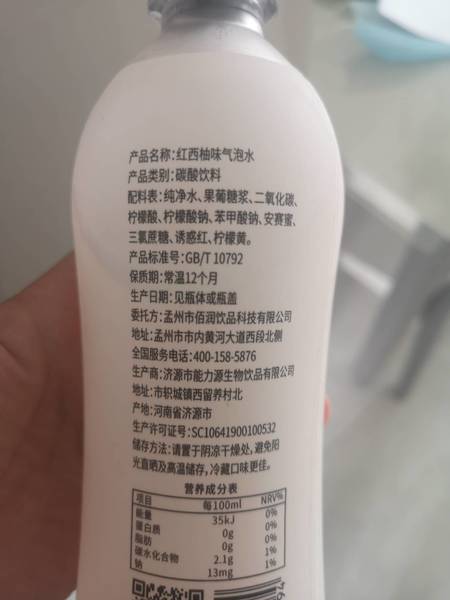 产品名称:红西柚味气泡水
产品类别:碳酸饮料
配料表:纯净水、果葡糖浆、二氧化碳、
柠檬酸、柠檬酸钠、苯甲酸钠、安赛蜜、
三氯蔗糖、诱惑红、柠檬黄。
产品标准号:GB/T 10792
保质期:常温12个月
生产日期:见瓶体或瓶盖
委托方:孟州市佰润饮品科技有限公司
地址:孟州市市内黄河大道西段北侧
全国服务电话:400-158-5876
生产商:济源市能力源生物饮品有限公司
地址:市轵城镇西留养村北
产地:河南省济源市
生产许可证号:SC10641900100532
储存方法:请置于阴凉干燥处,避免阳
光直晒及高温储存,冷藏口味更佳。
营养成分表
项目 每100ml NRV%
能量 35kJ 0%
蛋白质 0g 0%
脂肪 0g 0%
碳水化合物 2.1g 1%
钠 13mg 1%